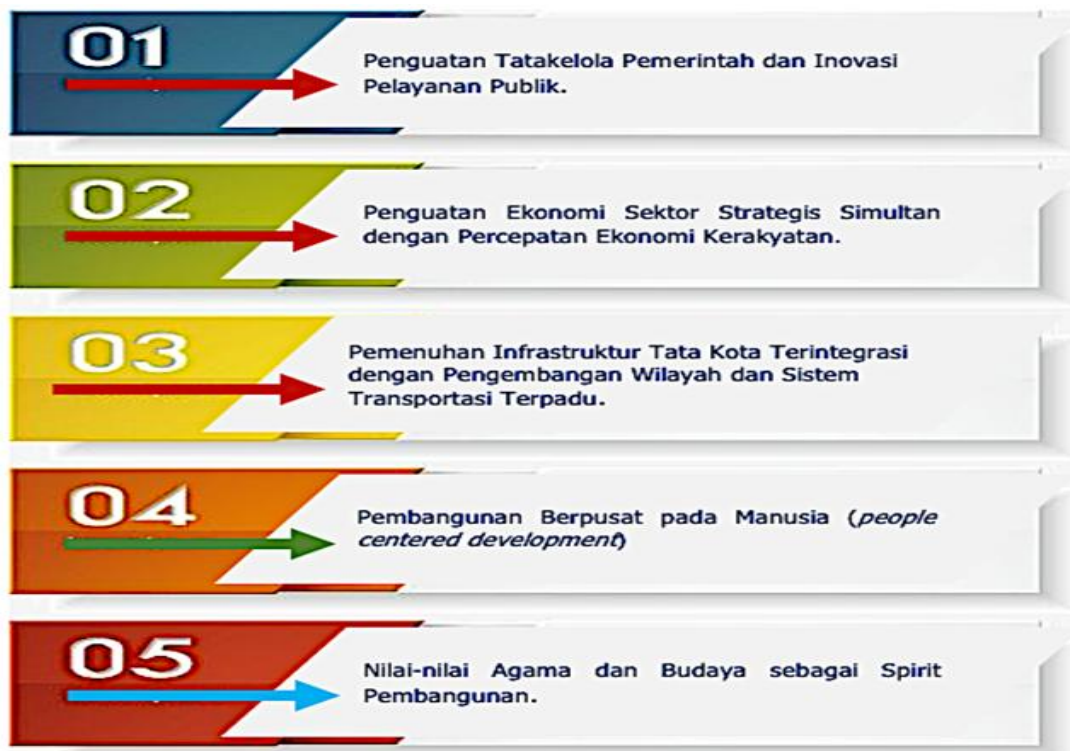 01
Penguatan Tatakelola Pemerintah dan Inovasi
Pelayanan Publik.
02
Penguatan Ekonomi Sektor Strategis Simultan
dengan Percepatan Ekonomi Kerakyatan.
03
Pemenuhan Infrastruktur Tata Kota Terintegrasi
dengan Pengembangan Wilayah dan Sistem
Transportasi Terpadu.
04
Pembangunan Berpusat pada Manusia (people
centered development)
05
Nilai-nilai Agama dan Budaya sebagai Spirit
Pembangunan.